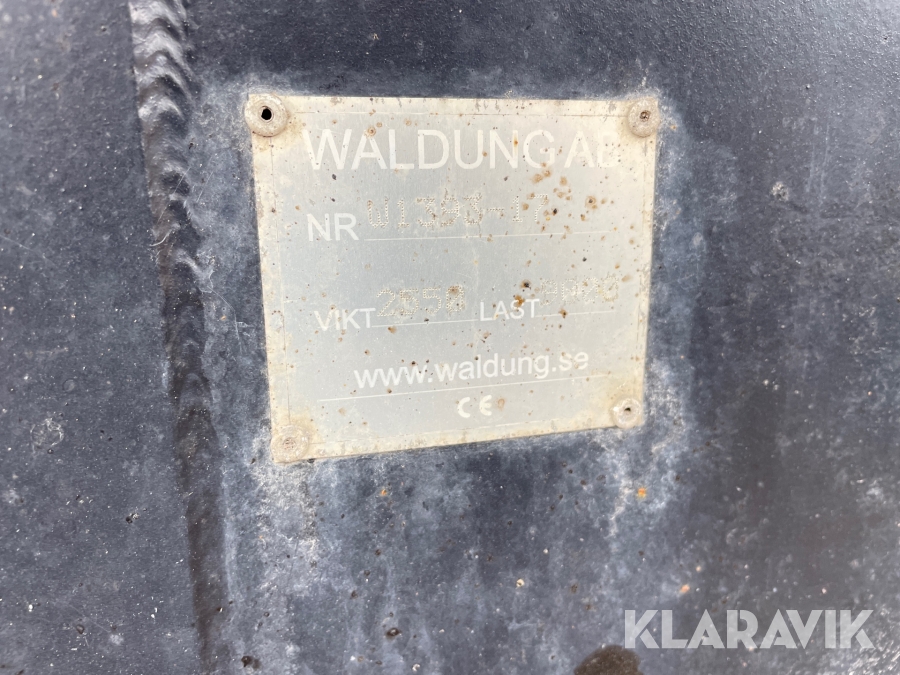 WALDUNG AB
NR
VIKT LAST
www.waldung.se
CE
KLARAVIK